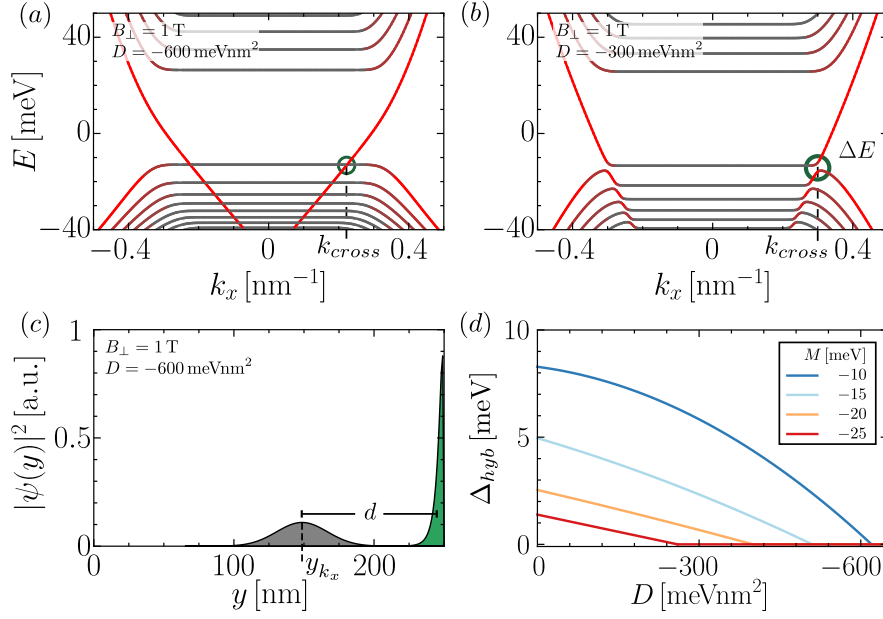 (a)
B⊥ = 1 T
D = −600 meVnm²
40
0
−40
E [meV]
−0.4
0
k_cross
0.4
k_x [nm⁻¹]
(b)
B⊥ = 1 T
D = −300 meVnm²
ΔE
40
0
−40
−0.4
0
k_cross
0.4
k_x [nm⁻¹]
(c)
B⊥ = 1 T
D = −600 meVnm²
1
0.5
0
|ψ(y)|² [a.u.]
d
0
100
y_{k_x}
200
y [nm]
(d)
10
5
0
Δ_hyb [meV]
M [meV]
−10
−15
−20
−25
0
−300
−600
D [meVnm²]